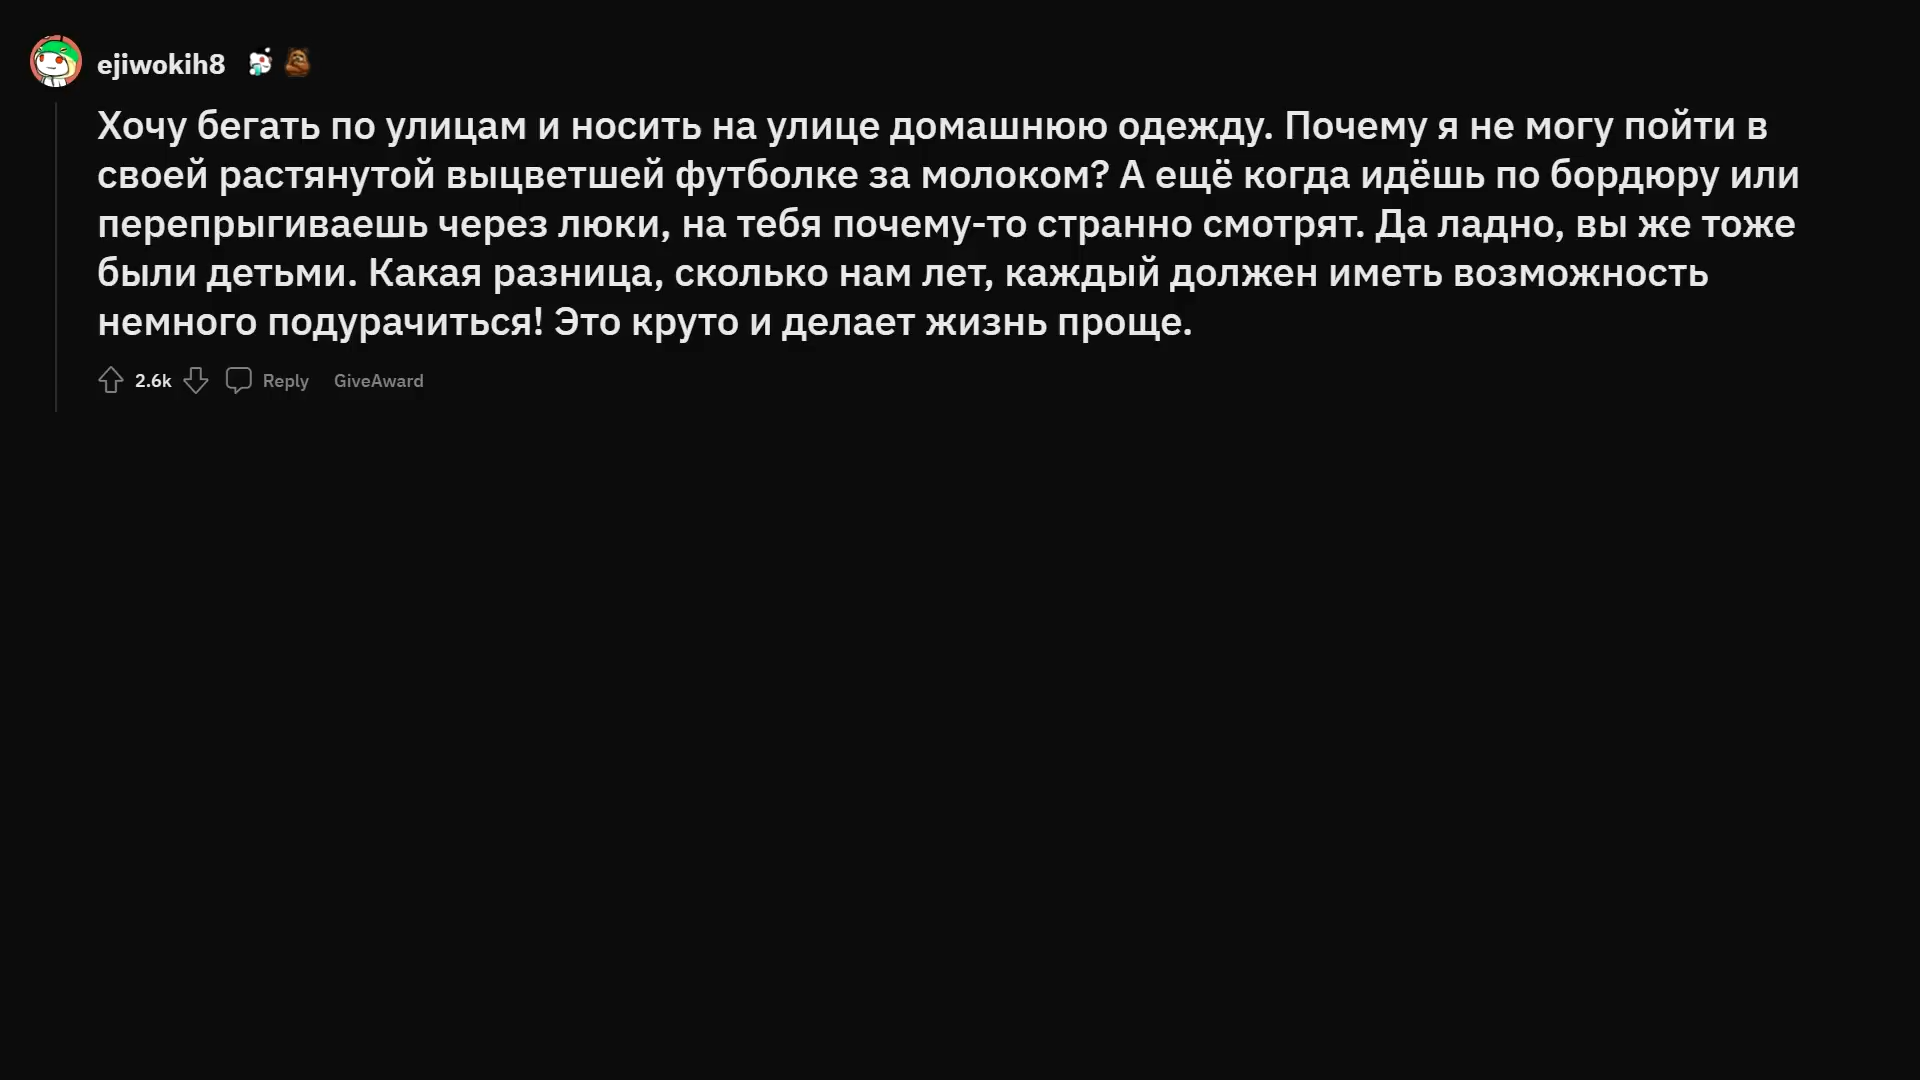 ejiwokih8
Хочу бегать по улицам и носить на улице домашнюю одежду. Почему я не могу пойти в
своей растянутой выцветшей футболке за молоком? А ещё когда идёшь по бордюру или
перепрыгиваешь через люки, на тебя почему-то странно смотрят. Да ладно, вы же тоже
были детьми. Какая разница, сколько нам лет, каждый должен иметь возможность
немного подурачиться! Это круто и делает жизнь проще.
2.6k Reply GiveAward